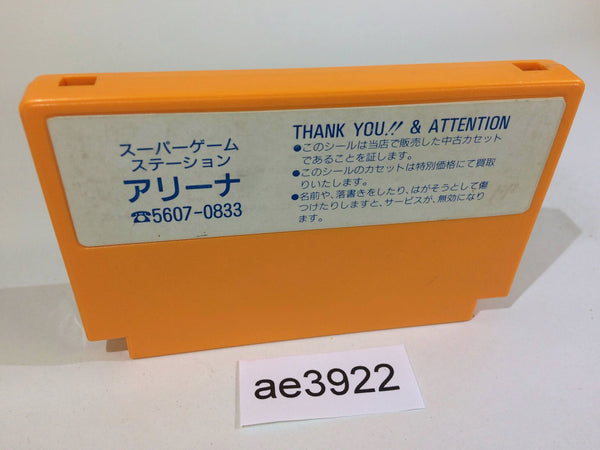 スーパーゲーム
ステーション
アリーナ
☎5607-0833
THANK YOU.!! & ATTENTION
●このシールは当店で販売した中古カセット
であることを証します。
●このシールのカセットは特別価格にて買取
りいたします。
●名前や、落書きをしたり、はがそうとして傷
つけたりしますと、サービスが、無効になり
ます。
ae3922